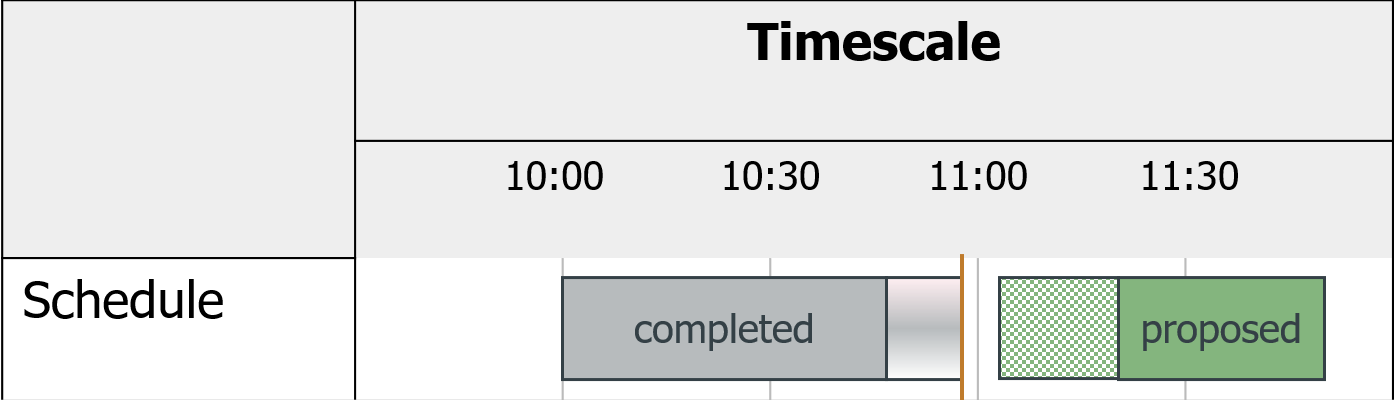 Timescale
10:00 10:30 11:00 11:30
Schedule
completed
proposed